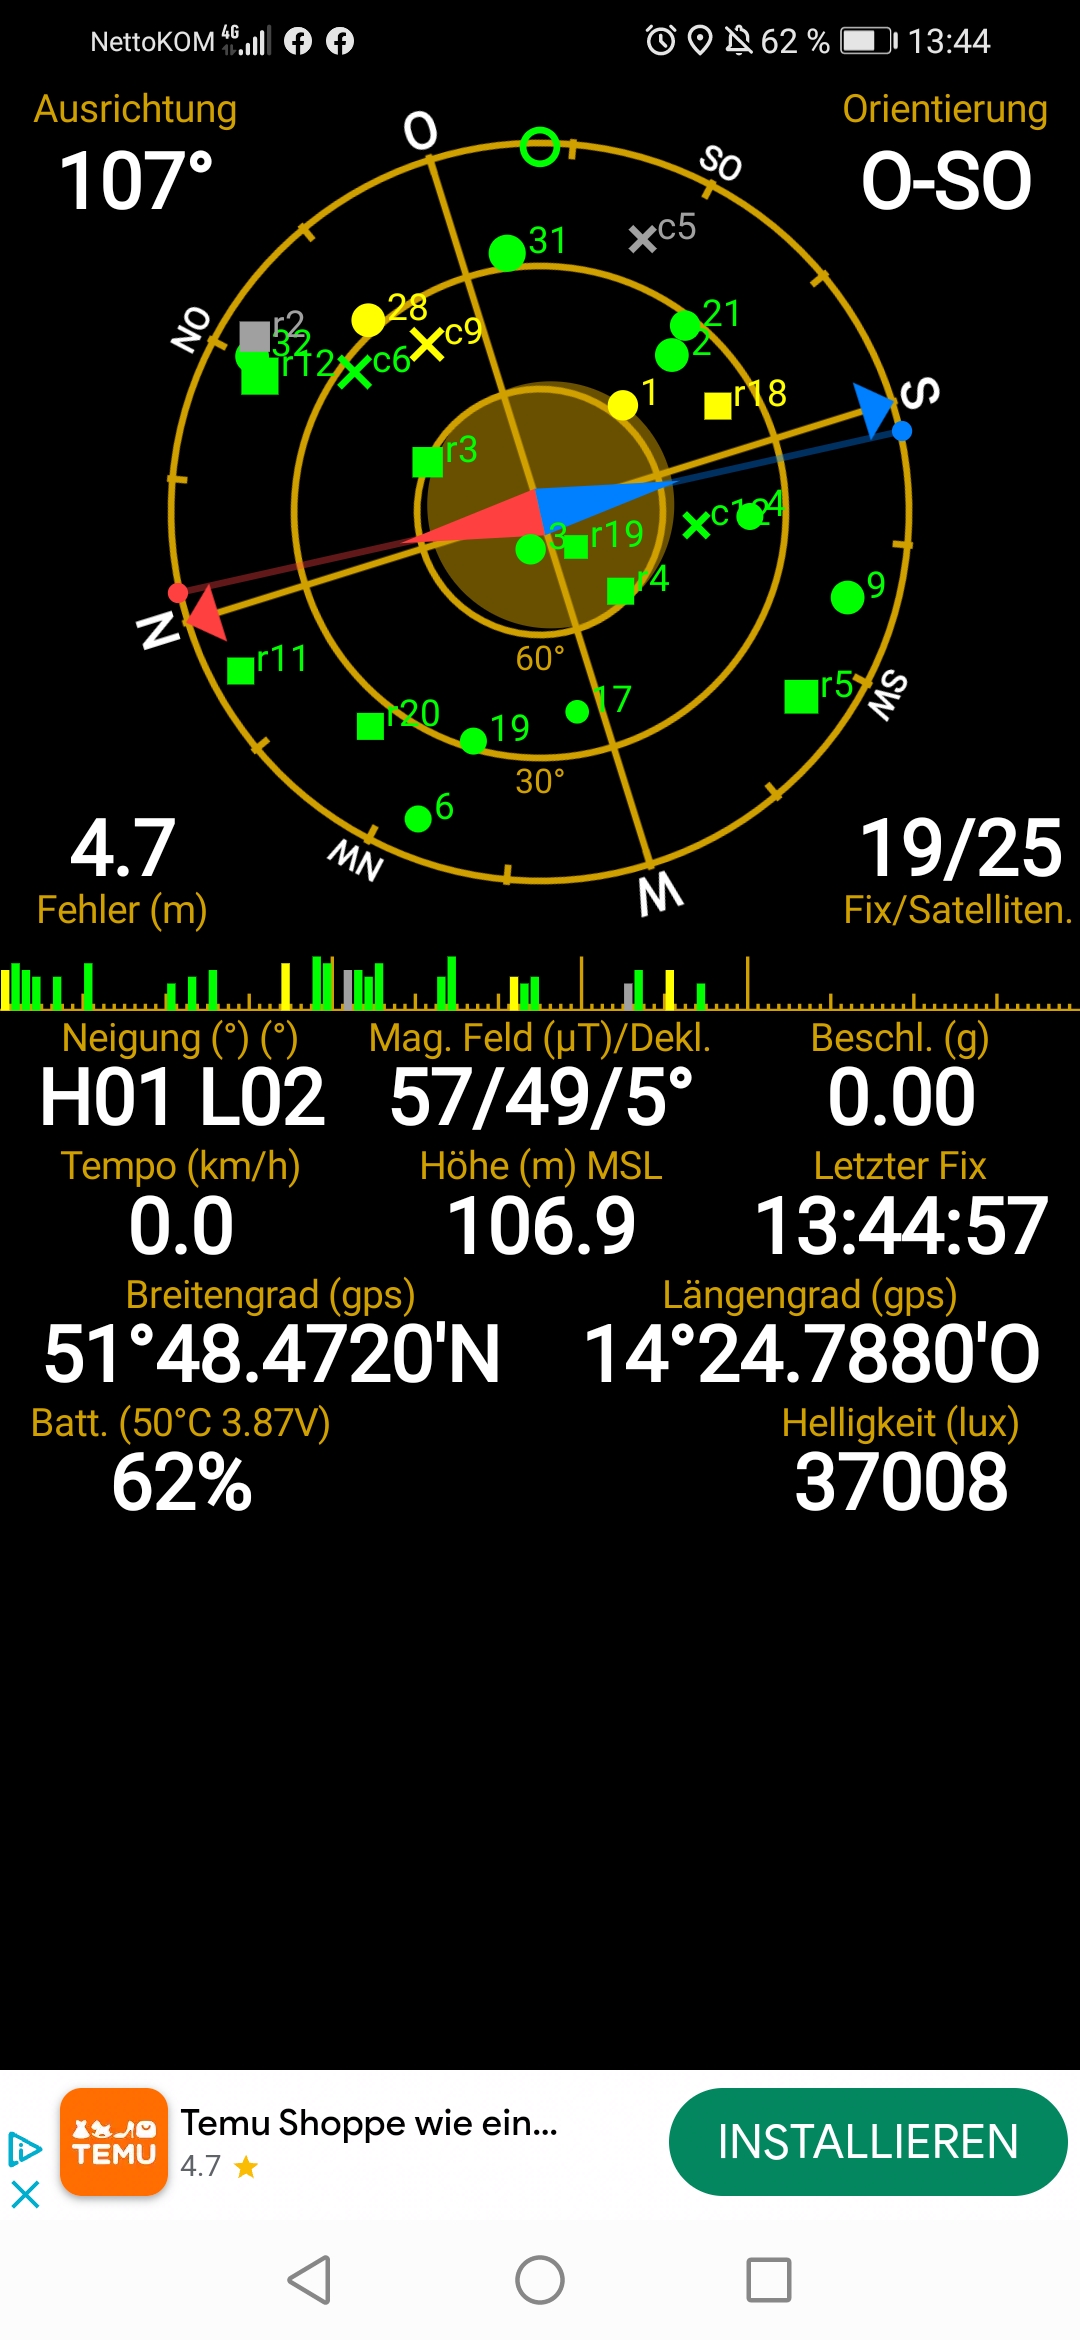 NettoKOM 4G 62 % 13:44
Ausrichtung Orientierung
107° O-SO
O
SO
31 c5
NO r2 28 c9 21
32 r12 c6 2
1 r18 S
r3
c12 4
3 r19
r4 9
N r11 60° r5 SW
r20 19 17
30°
6
NW W
4.7 19/25
Fehler (m) Fix/Satelliten.
Neigung (°) (°) Mag. Feld (µT)/Dekl. Beschl. (g)
H01 L02 57/49/5° 0.00
Tempo (km/h) Höhe (m) MSL Letzter Fix
0.0 106.9 13:44:57
Breitengrad (gps) Längengrad (gps)
51°48.4720'N 14°24.7880'O
Batt. (50°C 3.87V) Helligkeit (lux)
62% 37008
TEMU
Temu Shoppe wie ein...
4.7
INSTALLIEREN